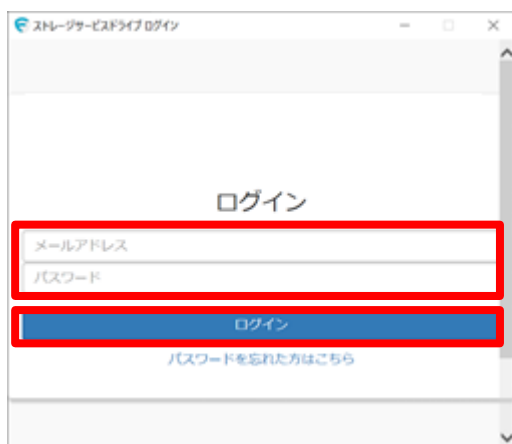 ストレージサービスドライブ ログイン
ログイン
メールアドレス
パスワード
ログイン
パスワードを忘れた方はこちら